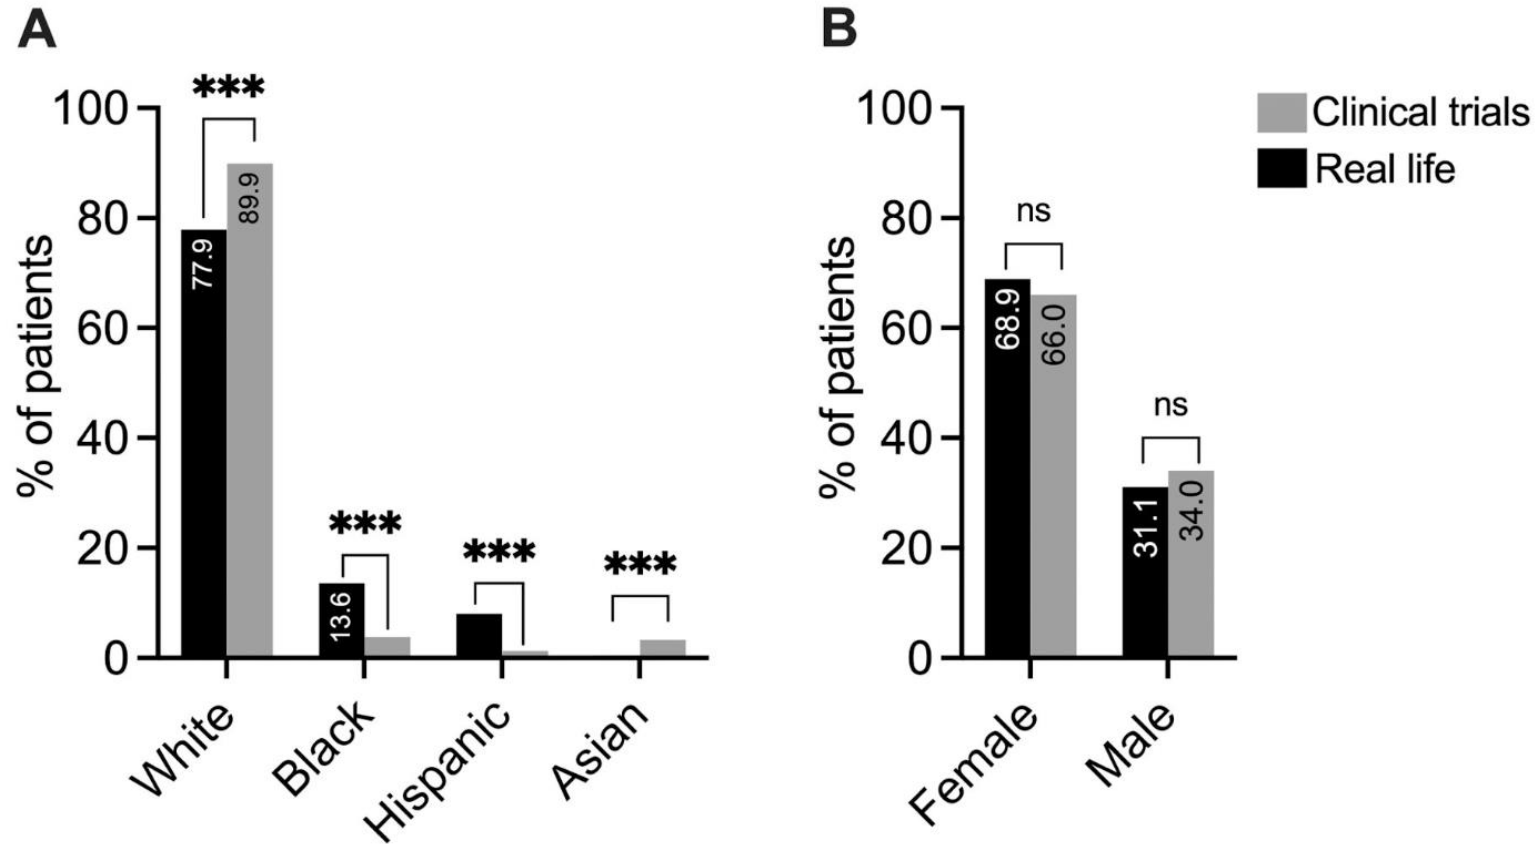 A
% of patients
100
80
60
40
20
0
***
77.9
89.9
***
13.6
***
***
White
Black
Hispanic
Asian
B
% of patients
100
80
60
40
20
0
ns
68.9
66.0
ns
31.1
34.0
Female
Male
Clinical trials
Real life